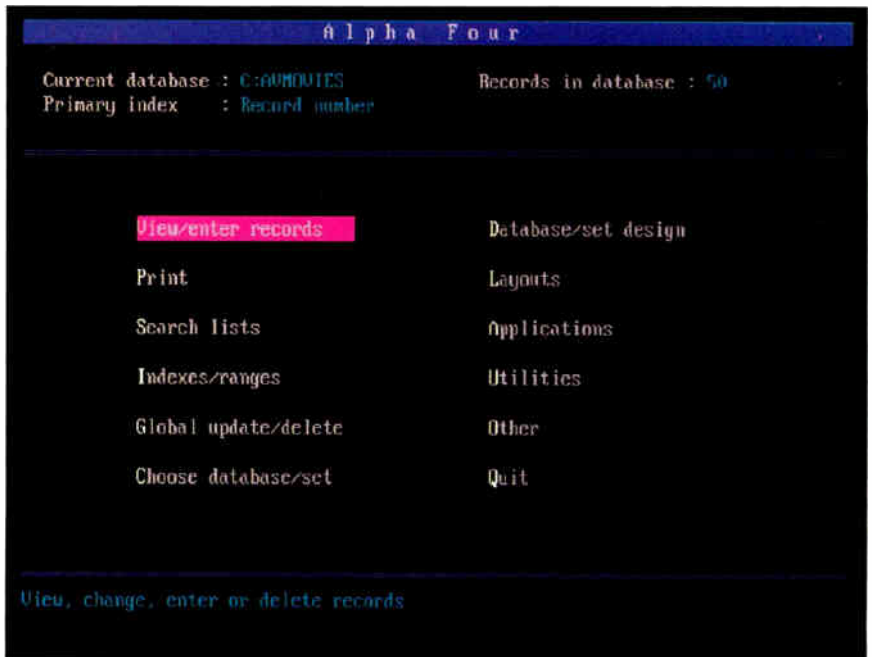 Alpha Four
Current database : C:AVMOVIES Records in database : 50
Primary index : Record number
View/enter records Database/set design
Print Layouts
Search lists Applications
Indexes/ranges Utilities
Global update/delete Other
Choose database/set Quit
View, change, enter or delete records